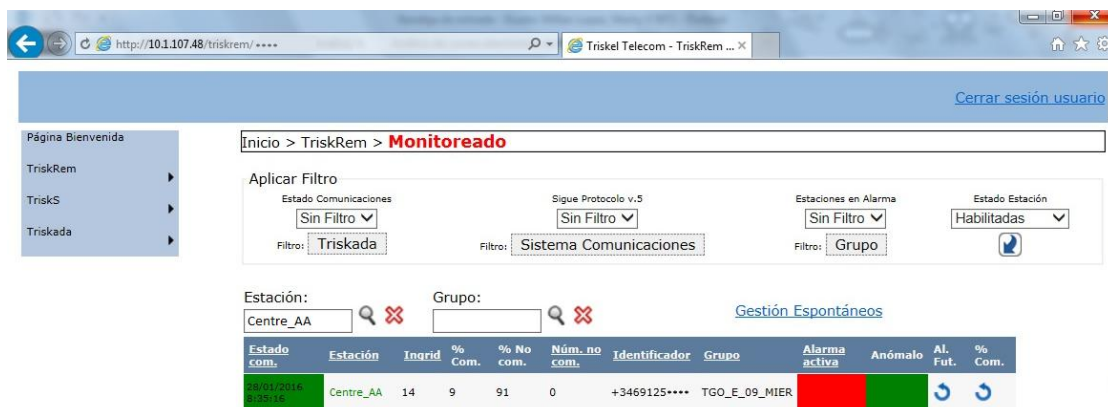 http://10.1.107.48/triskrem/••••
Triskel Telecom - TriskRem ...
Cerrar sesión usuario
Página Bienvenida
TriskRem
TriskS
Triskada
Inicio > TriskRem > Monitoreado
Aplicar Filtro
Estado Comunicaciones Sigue Protocolo v.5 Estaciones en Alarma Estado Estación
Sin Filtro Sin Filtro Sin Filtro Habilitadas
Filtro: Triskada Filtro: Sistema Comunicaciones Filtro: Grupo
Estación: Grupo:
Centre_AA
Gestión Espontáneos
Estado com. Estación Inqrid % Com. % No com. Núm. no com. Identificador Grupo Alarma activa Anómalo Al. Fut. % Com.
28/01/2016 8:35:16 Centre_AA 14 9 91 0 +3469125•••• TGO_E_09_MIER